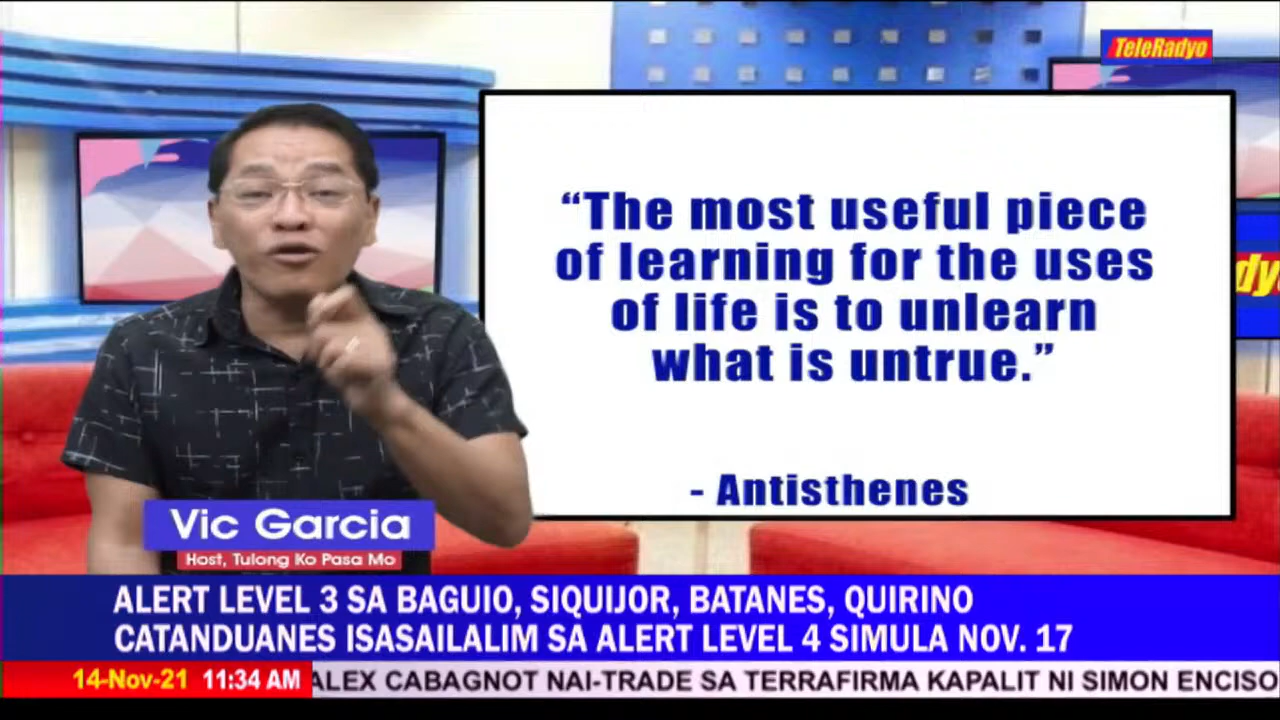 TeleRadyo
“The most useful piece
of learning for the uses
of life is to unlearn
what is untrue.”
- Antisthenes
dy
Vic Garcia
Host, Tulong Ko Pasa Mo
ALERT LEVEL 3 SA BAGUIO, SIQUIJOR, BATANES, QUIRINO
CATANDUANES ISASAILALIM SA ALERT LEVEL 4 SIMULA NOV. 17
14-Nov-21 11:34 AM ALEX CABAGNOT NAI-TRADE SA TERRAFIRMA KAPALIT NI SIMON ENCISO